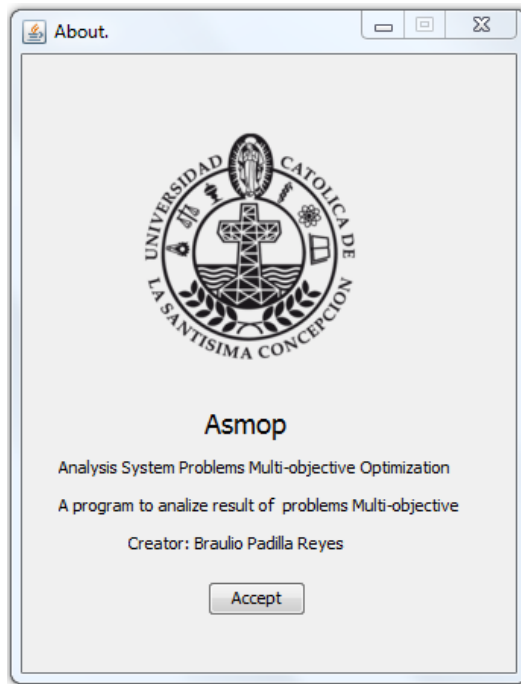 About.
UNIVERSIDAD CATOLICA DE
LA SANTISIMA CONCEPCION
Asmop
Analysis System Problems Multi-objective Optimization
A program to analize result of problems Multi-objective
Creator: Braulio Padilla Reyes
Accept